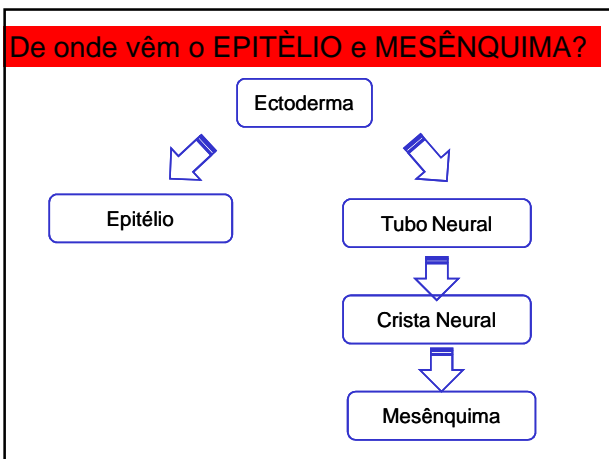 De onde vêm o EPITÈLIO e MESÊNQUIMA?
Ectoderma
Epitélio
Tubo Neural
Crista Neural
Mesênquima